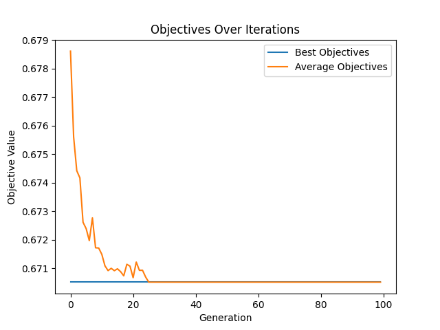 Objectives Over Iterations
0.679
0.678
0.677
0.676
0.675
0.674
0.673
0.672
0.671
Objective Value
Best Objectives
Average Objectives
0 20 40 60 80 100
Generation